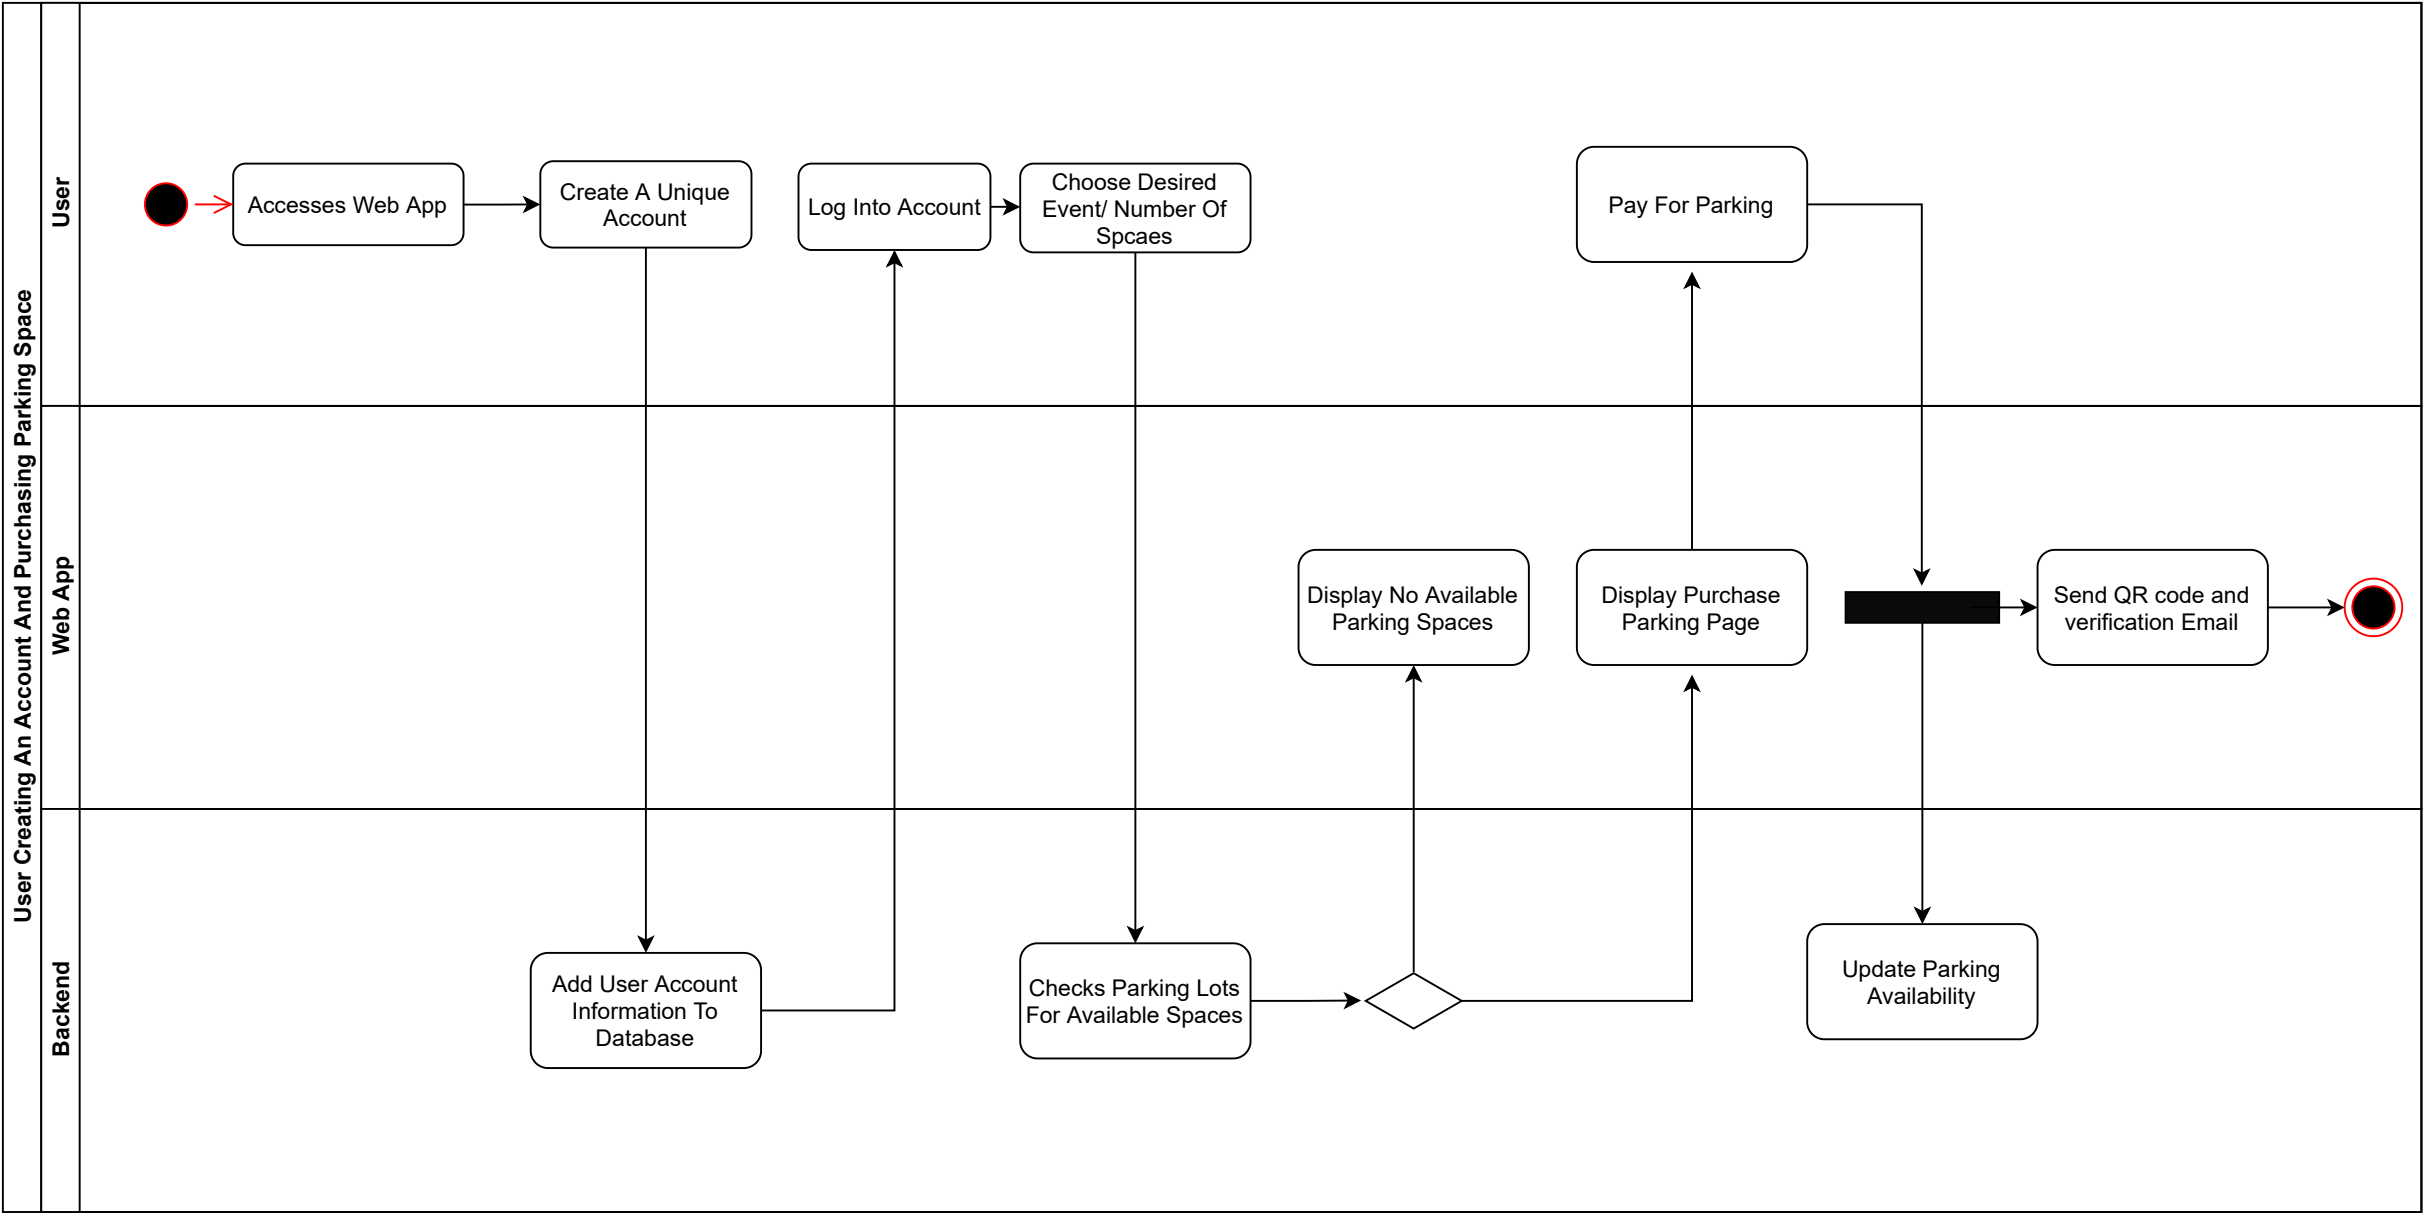 User Creating An Account And Purchasing Parking Space
User
Accesses Web App
Create A Unique
Account
Log Into Account
Choose Desired
Event/ Number Of
Spcaes
Pay For Parking
Web App
Display No Available
Parking Spaces
Display Purchase
Parking Page
Send QR code and
verification Email
Backend
Add User Account
Information To
Database
Checks Parking Lots
For Available Spaces
Update Parking
Availability